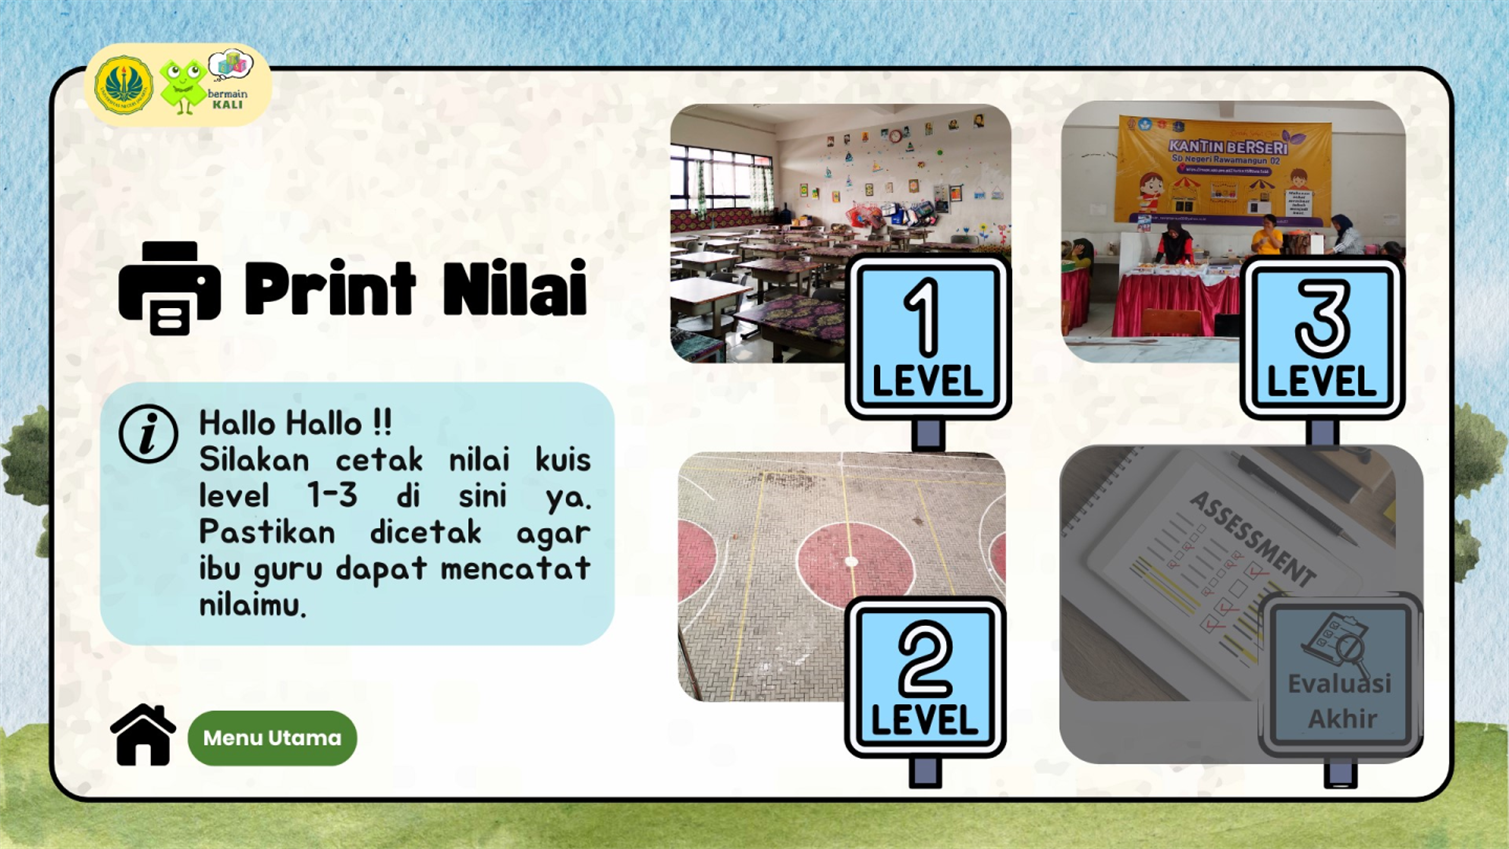 bermain
KALI
Print Nilai
Hallo Hallo !!
Silakan cetak nilai kuis
level 1-3 di sini ya.
Pastikan dicetak agar
ibu guru dapat mencatat
nilaimu.
Menu Utama
1
LEVEL
KANTIN BERSERI
SD Negeri Rawamangun 02
3
LEVEL
2
LEVEL
ASSESSMENT
Evaluasi
Akhir